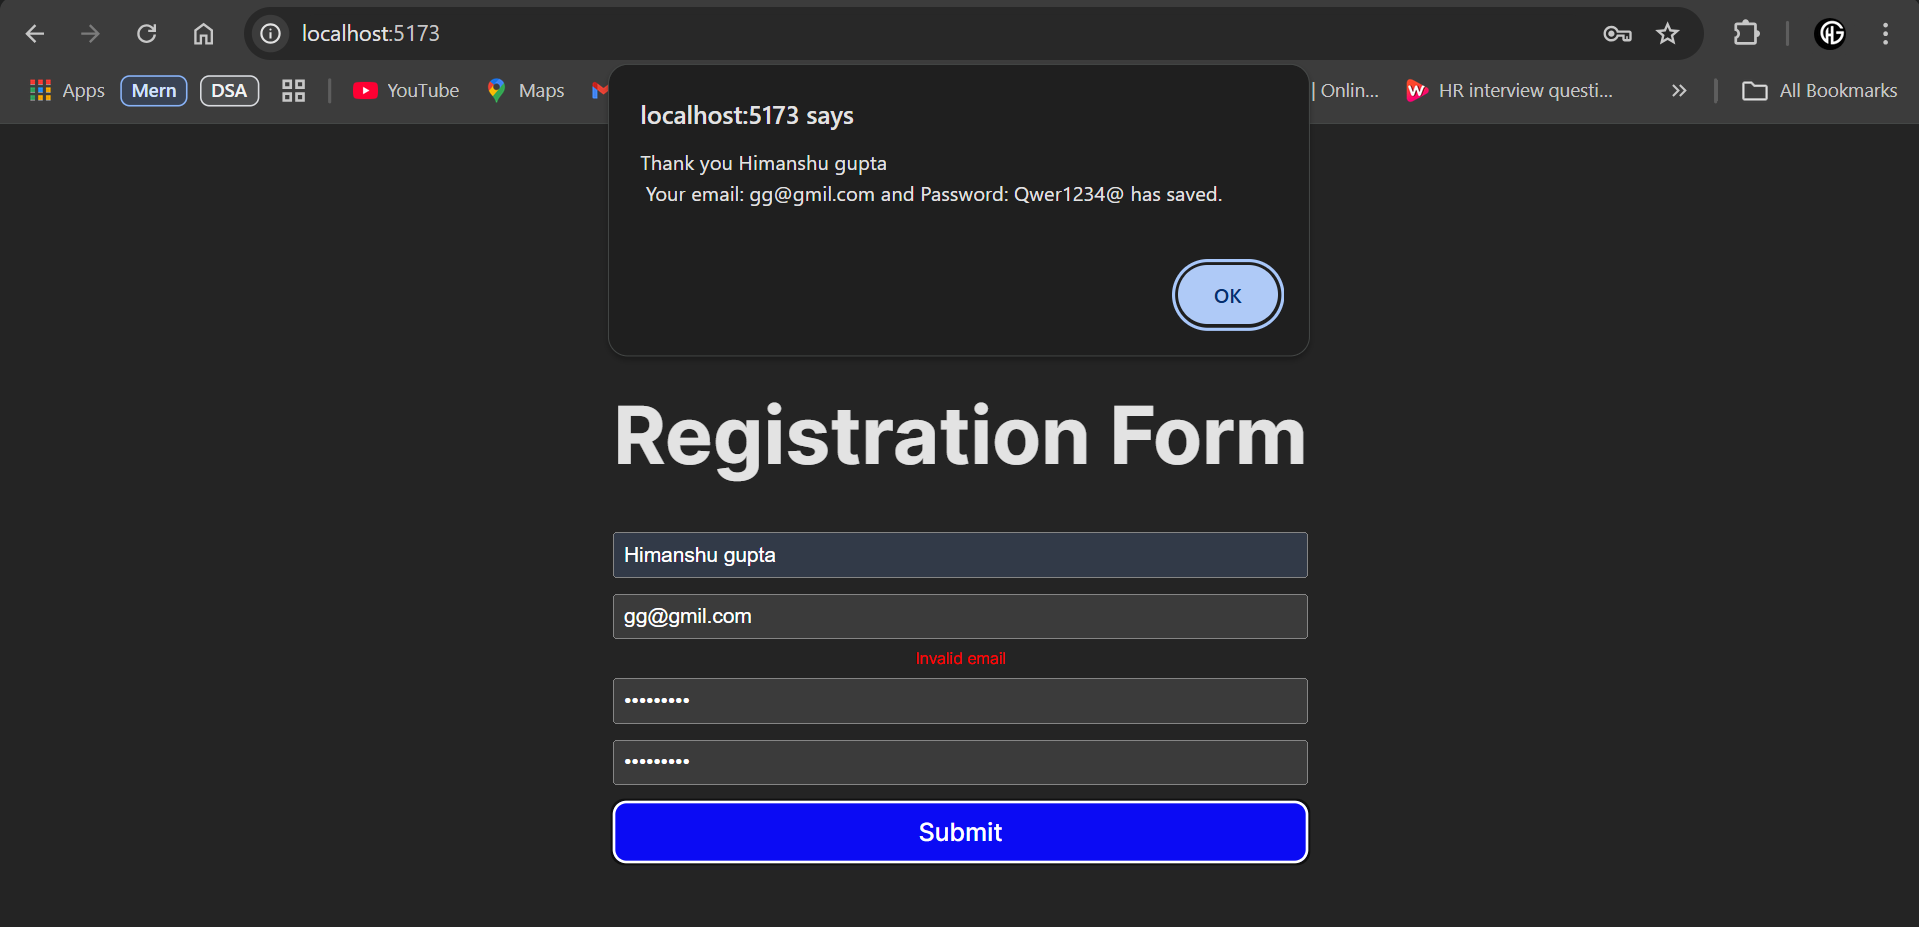 localhost:5173
Apps Mern DSA YouTube Maps | Onlin... HR interview questi... All Bookmarks
localhost:5173 says
Thank you Himanshu gupta
Your email: gg@gmil.com and Password: Qwer1234@ has saved.
OK
Registration Form
Himanshu gupta
gg@gmil.com
Invalid email
•••••••••
•••••••••
Submit